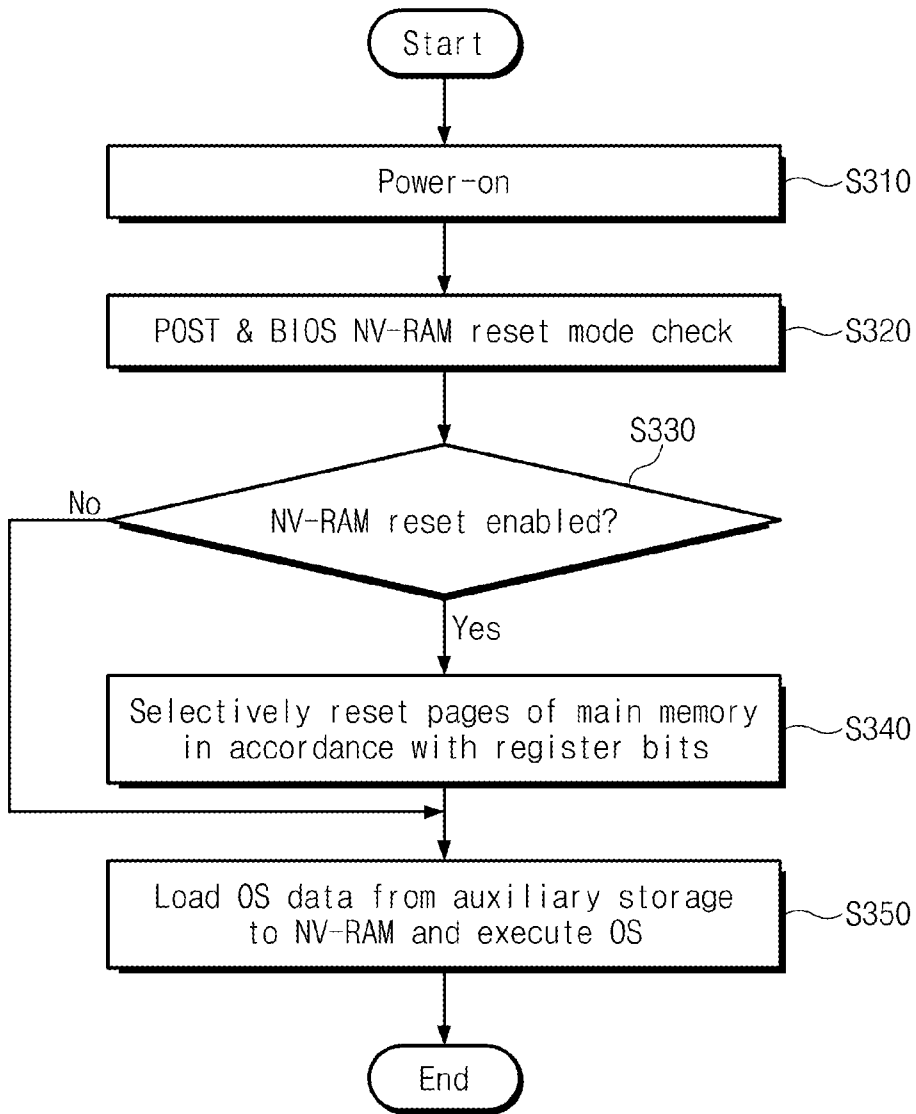 Start
Power-on
S310
POST & BIOS NV-RAM reset mode check
S320
S330
No
NV-RAM reset enabled?
Yes
Selectively reset pages of main memory
in accordance with register bits
S340
Load OS data from auxiliary storage
to NV-RAM and execute OS
S350
End